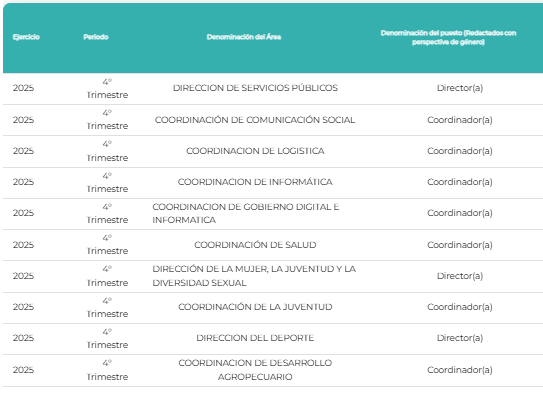 Ejercicio Periodo Denominación del Área Denominación del puesto (Redactados con
perspectiva de género)
2025 4° Trimestre DIRECCION DE SERVICIOS PÚBLICOS Director(a)
2025 4° Trimestre COORDINACIÓN DE COMUNICACIÓN SOCIAL Coordinador(a)
2025 4° Trimestre COORDINACION DE LOGISTICA Coordinador(a)
2025 4° Trimestre COORDINACION DE INFORMÁTICA Coordinador(a)
2025 4° Trimestre COORDINACION DE GOBIERNO DIGITAL E
INFORMATICA Coordinador(a)
2025 4° Trimestre COORDINACIÓN DE SALUD Coordinador(a)
2025 4° Trimestre DIRECCIÓN DE LA MUJER, LA JUVENTUD Y LA
DIVERSIDAD SEXUAL Director(a)
2025 4° Trimestre COORDINACIÓN DE LA JUVENTUD Coordinador(a)
2025 4° Trimestre DIRECCION DEL DEPORTE Director(a)
2025 4° Trimestre COORDINACION DE DESARROLLO
AGROPECUARIO Coordinador(a)